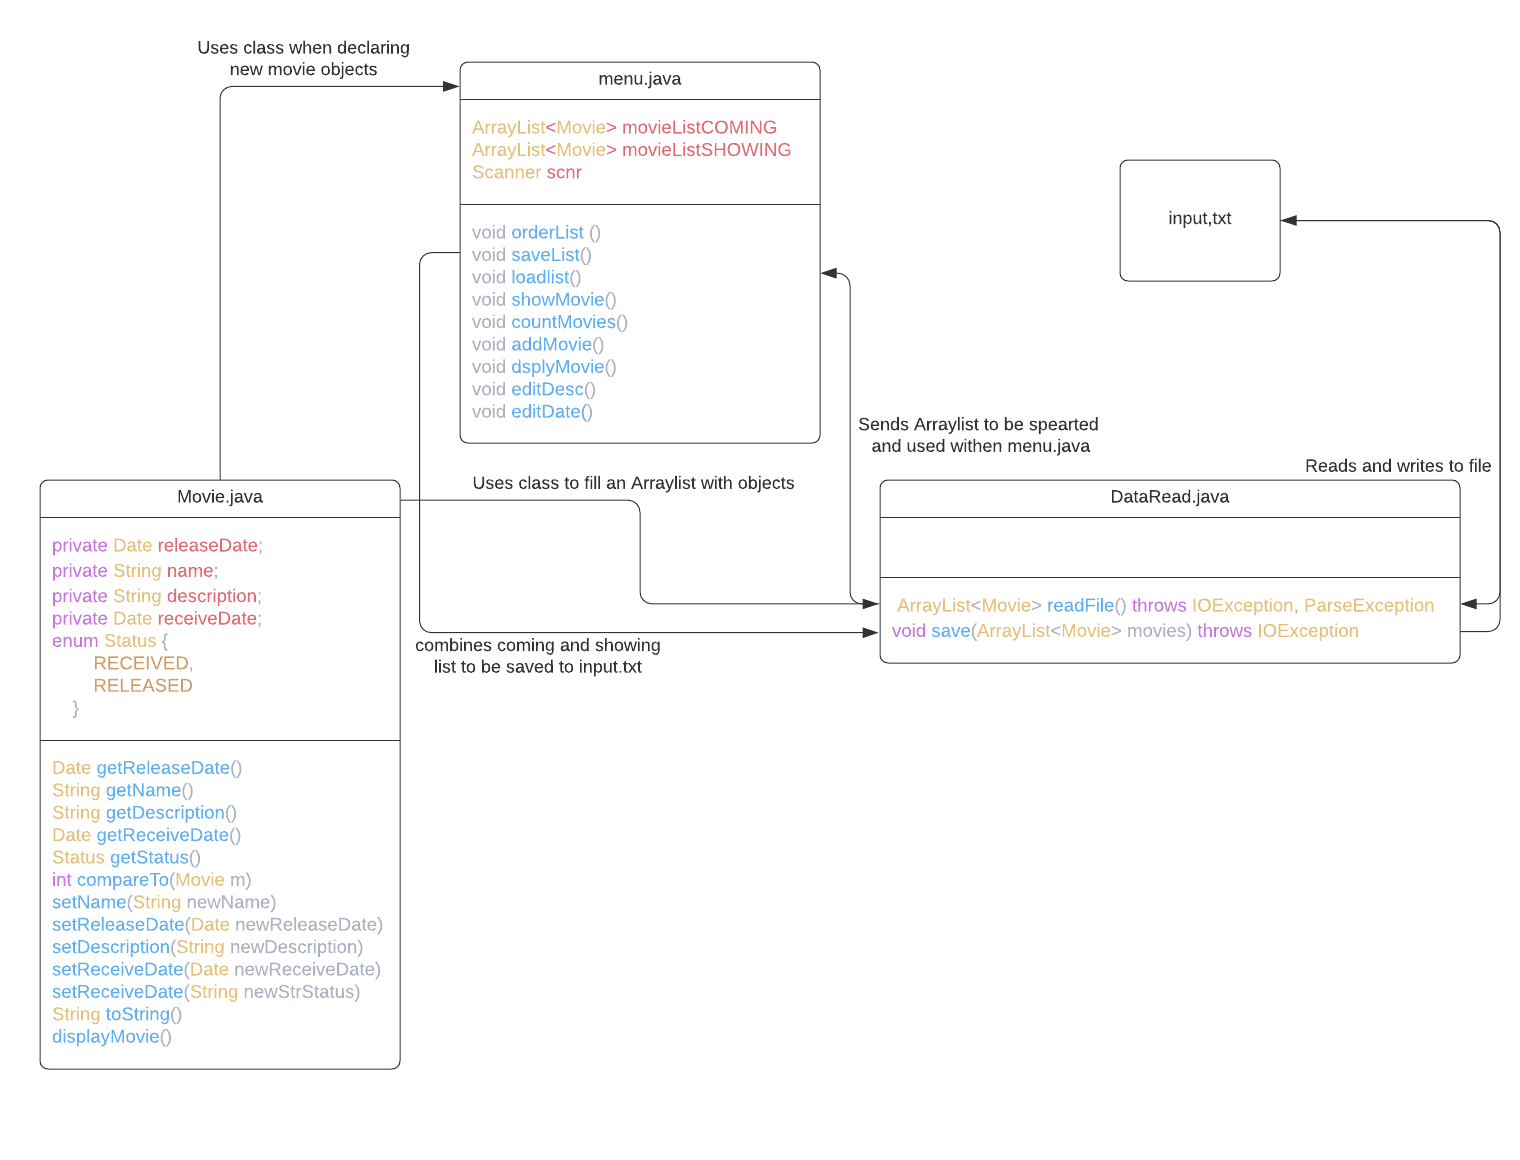 Uses class when declaring
new movie objects
menu.java
ArrayList<Movie> movieListCOMING
ArrayList<Movie> movieListSHOWING
Scanner scnr
void orderList ()
void saveList()
void loadlist()
void showMovie()
void countMovies()
void addMovie()
void dsplyMovie()
void editDesc()
void editDate()
input,txt
Sends Arraylist to be spearted
and used withen menu.java
Reads and writes to file
Uses class to fill an Arraylist with objects
Movie.java
private Date releaseDate;
private String name;
private String description;
private Date receiveDate;
enum Status {
RECEIVED,
RELEASED
}
Date getReleaseDate()
String getName()
String getDescription()
Date getReceiveDate()
Status getStatus()
int compareTo(Movie m)
setName(String newName)
setReleaseDate(Date newReleaseDate)
setDescription(String newDescription)
setReceiveDate(Date newReceiveDate)
setReceiveDate(String newStrStatus)
String toString()
displayMovie()
combines coming and showing
list to be saved to input.txt
DataRead.java
ArrayList<Movie> readFile() throws IOException, ParseException
void save(ArrayList<Movie> movies) throws IOException